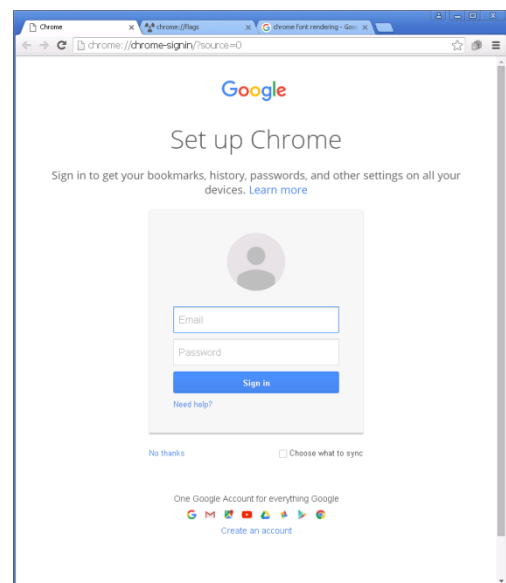 Chrome
chrome://flags
chrome font rendering - Goo
chrome://chrome-signin/?source=0
Google
Set up Chrome
Sign in to get your bookmarks, history, passwords, and other settings on all your
devices. Learn more
Email
Password
Sign in
Need help?
No thanks
Choose what to sync
One Google Account for everything Google
Create an account